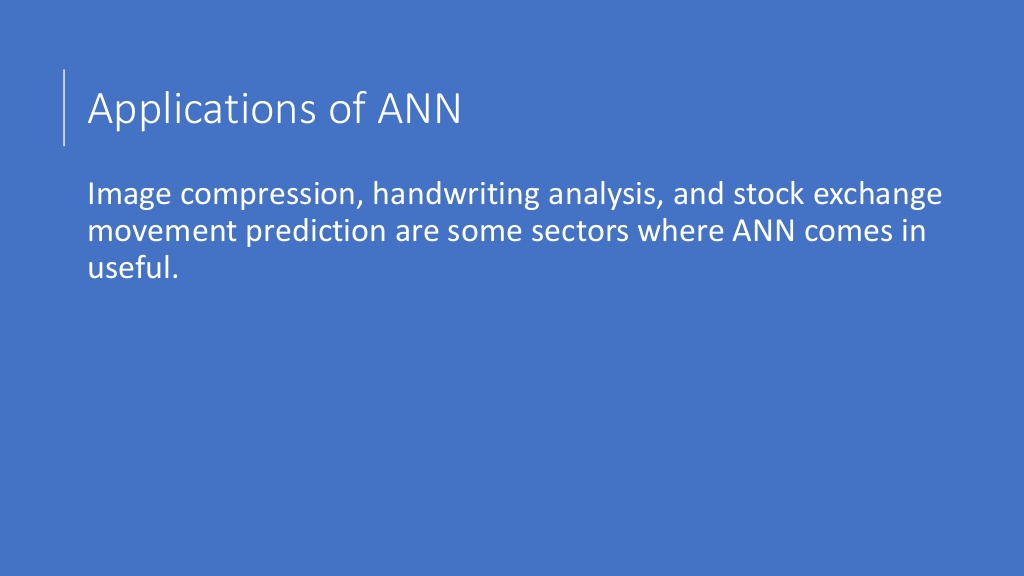 Applications of ANN
Image compression, handwriting analysis, and stock exchange
movement prediction are some sectors where ANN comes in
useful.